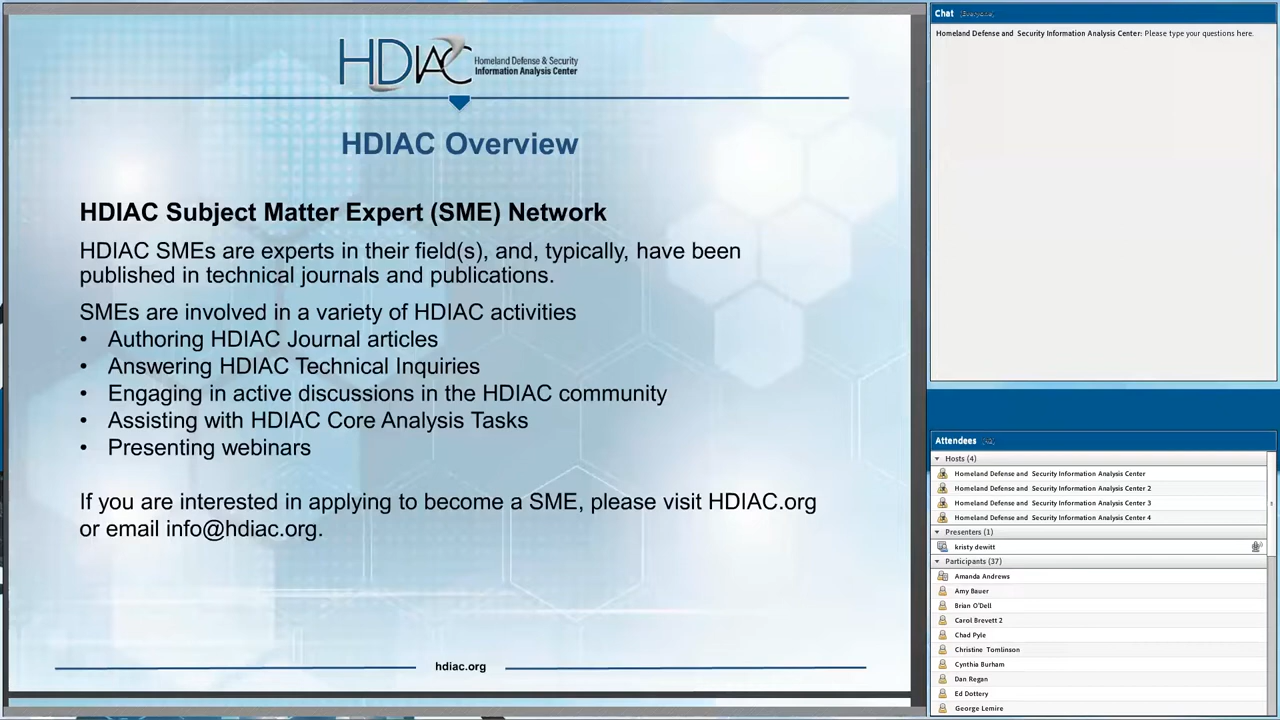 HDIAC Homeland Defense & Security
Information Analysis Center
HDIAC Overview
HDIAC Subject Matter Expert (SME) Network
HDIAC SMEs are experts in their field(s), and, typically, have been
published in technical journals and publications.
SMEs are involved in a variety of HDIAC activities
• Authoring HDIAC Journal articles
• Answering HDIAC Technical Inquiries
• Engaging in active discussions in the HDIAC community
• Assisting with HDIAC Core Analysis Tasks
• Presenting webinars
If you are interested in applying to become a SME, please visit HDIAC.org
or email info@hdiac.org.
hdiac.org
Chat (Everyone)
Homeland Defense and Security Information Analysis Center: Please type your questions here.
Attendees
Hosts (4)
Homeland Defense and Security Information Analysis Center
Homeland Defense and Security Information Analysis Center 2
Homeland Defense and Security Information Analysis Center 3
Homeland Defense and Security Information Analysis Center 4
Presenters (1)
kristy dewitt
Participants (37)
Amanda Andrews
Amy Bauer
Brian O'Dell
Carol Brevett 2
Chad Pyle
Christine Tomlinson
Cynthia Burham
Dan Regan
Ed Dottery
George Lemire